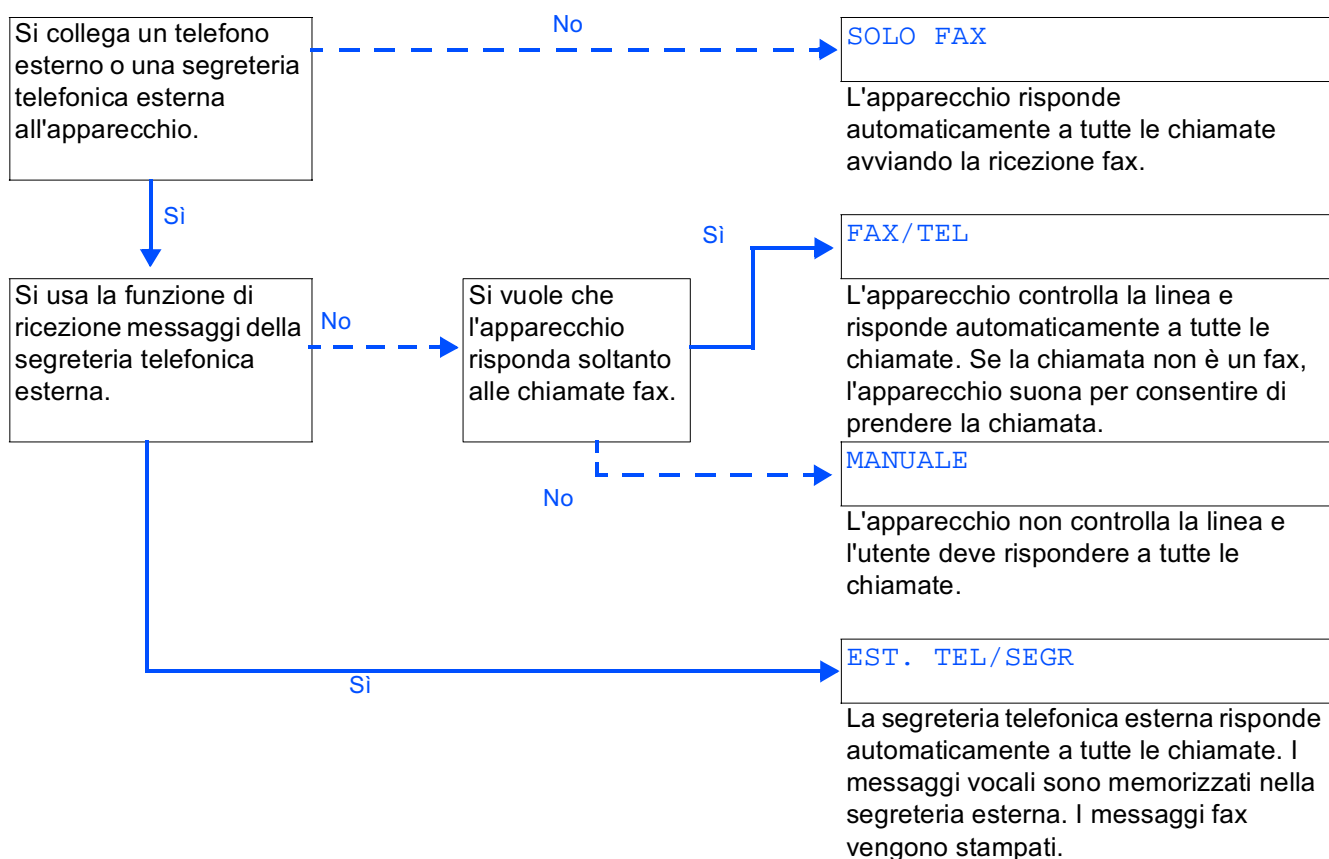 Si collega un telefono
esterno o una segreteria
telefonica esterna
all'apparecchio.
No
SOLO FAX
L'apparecchio risponde
automaticamente a tutte le chiamate
avviando la ricezione fax.
Sì
Si usa la funzione di
ricezione messaggi della
segreteria telefonica
esterna.
No
Si vuole che
l'apparecchio
risponda soltanto
alle chiamate fax.
Sì
FAX/TEL
L'apparecchio controlla la linea e
risponde automaticamente a tutte le
chiamate. Se la chiamata non è un fax,
l'apparecchio suona per consentire di
prendere la chiamata.
No
MANUALE
L'apparecchio non controlla la linea e
l'utente deve rispondere a tutte le
chiamate.
Sì
EST. TEL/SEGR
La segreteria telefonica esterna risponde
automaticamente a tutte le chiamate. I
messaggi vocali sono memorizzati nella
segreteria esterna. I messaggi fax
vengono stampati.